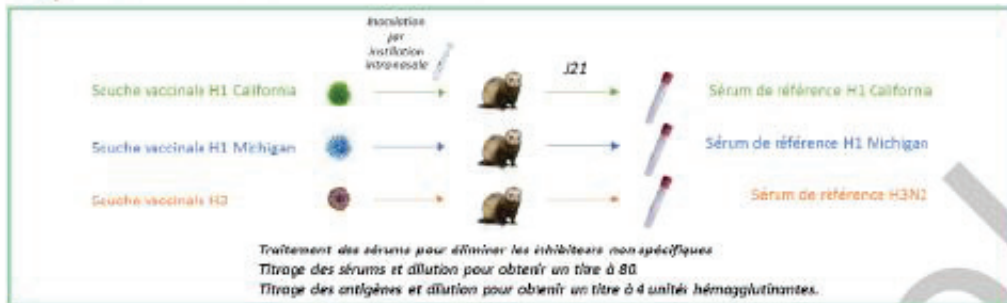 Inoculation
par
instillation
intranasale
J21
Souche vaccinale H1 California
Sérum de référence H1 California
Souche vaccinale H1 Michigan
Sérum de référence H1 Michigan
Souche vaccinale H3
Sérum de référence H3N2
Traitement des sérums pour éliminer les inhibiteurs non spécifiques
Titrage des sérums et dilution pour obtenir un titre à 80.
Titrage des antigènes et dilution pour obtenir un titre à 4 unités hémagglutinantes.